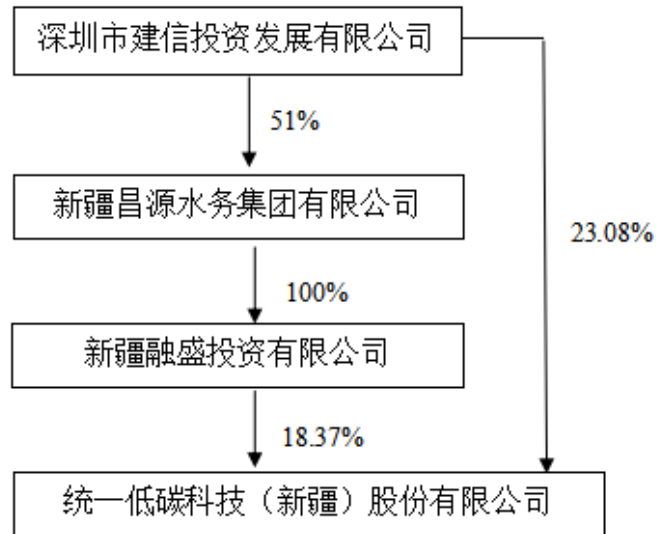 深圳市建信投资发展有限公司
51%
新疆昌源水务集团有限公司
23.08%
100%
新疆融盛投资有限公司
18.37%
统一低碳科技（新疆）股份有限公司